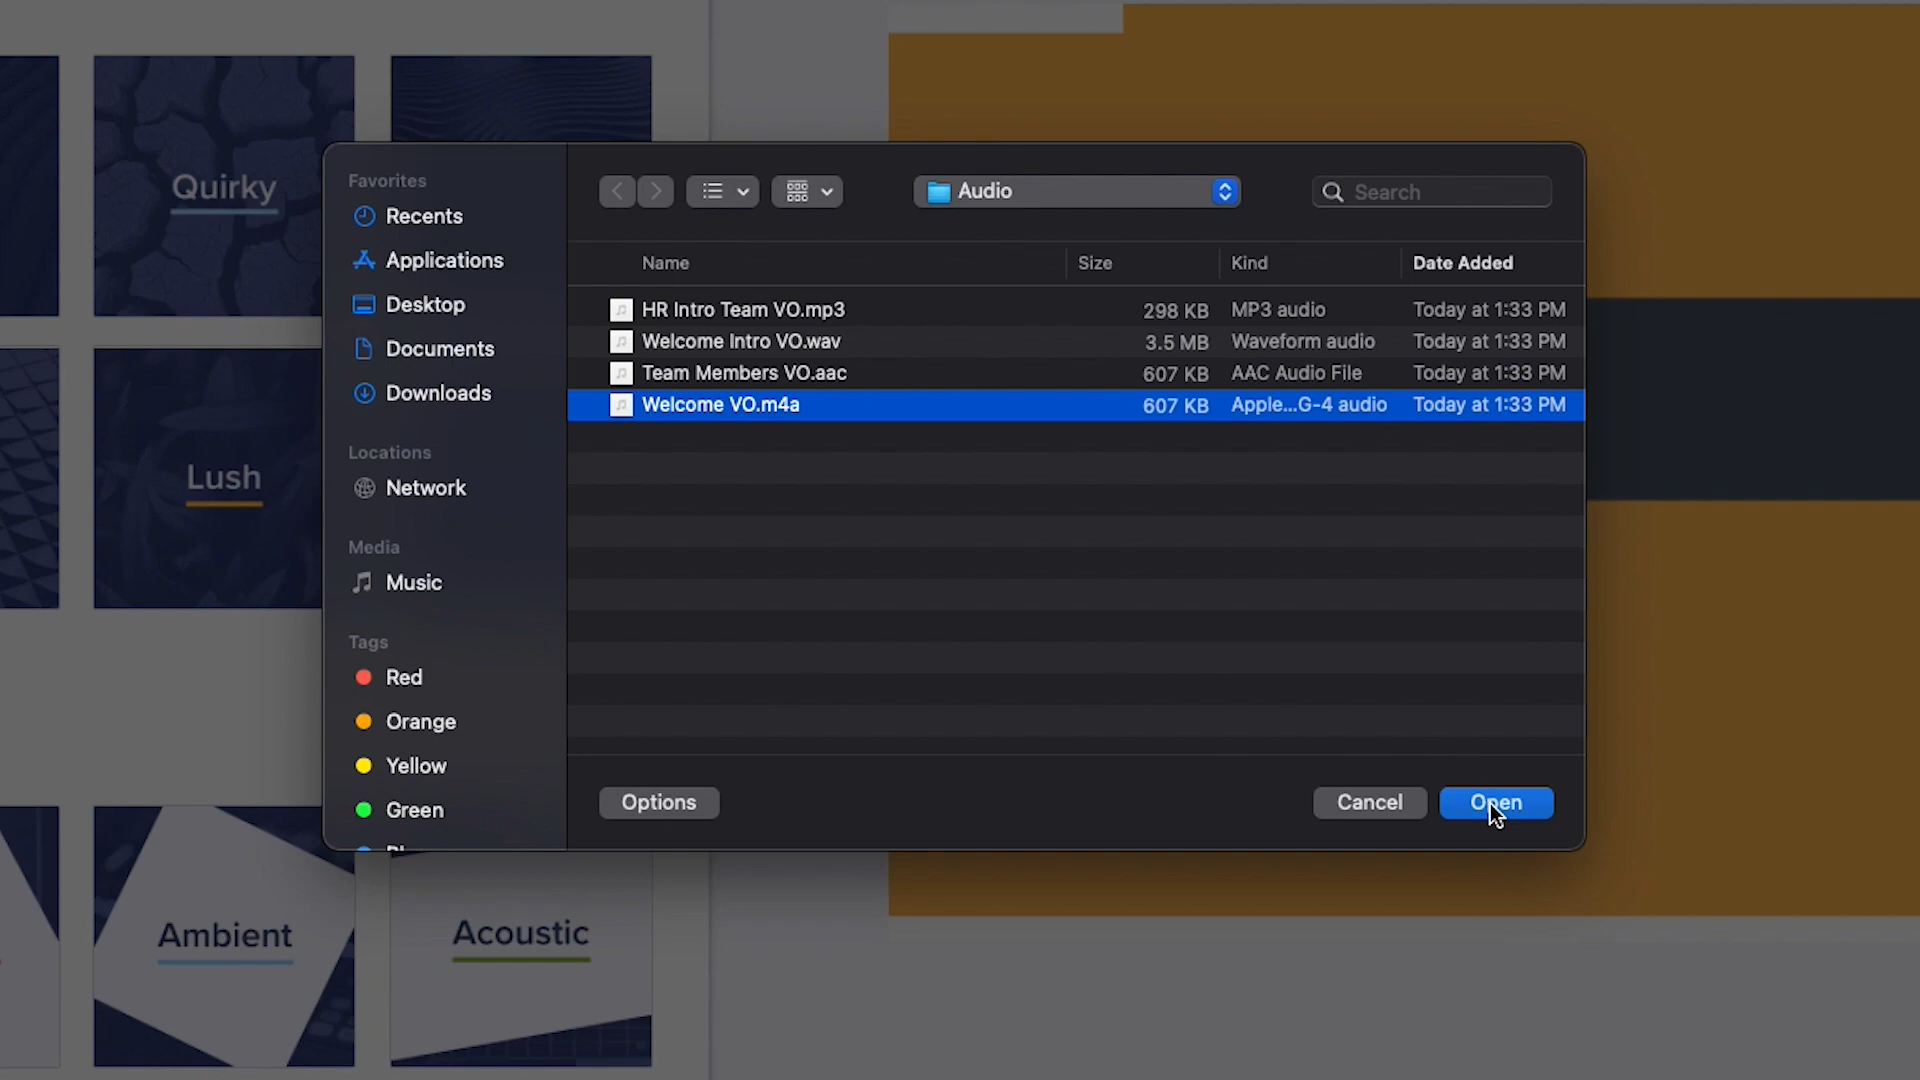 Quirky
Lush
Ambient
Acoustic
Favorites
Recents
Applications
Desktop
Documents
Downloads
Locations
Network
Media
Music
Tags
Red
Orange
Yellow
Green
Audio
Search
Name Size Kind Date Added
HR Intro Team VO.mp3 298 KB MP3 audio Today at 1:33 PM
Welcome Intro VO.wav 3.5 MB Waveform audio Today at 1:33 PM
Team Members VO.aac 607 KB AAC Audio File Today at 1:33 PM
Welcome VO.m4a 607 KB Apple...G-4 audio Today at 1:33 PM
Options Cancel Open